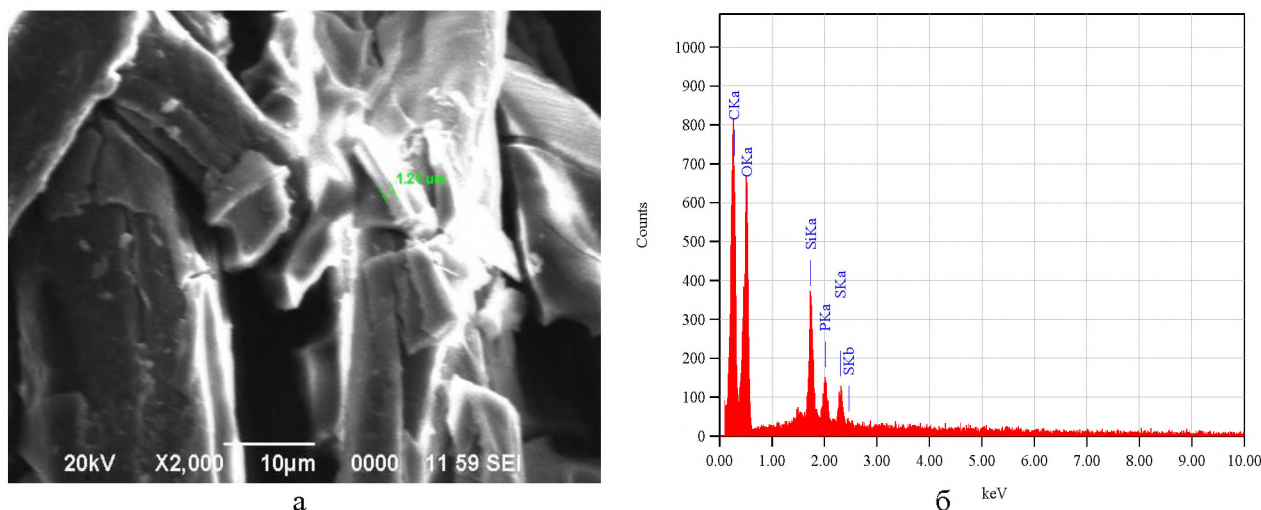 1.21 um
20kV X2,000 10µm 0000 11 59 SEI
а
1000
900
800
700
600
500
400
300
200
100
0
Counts
CKa
OKa
SiKa
PKa
SKa
SKb
0.00 1.00 2.00 3.00 4.00 5.00 6.00 7.00 8.00 9.00 10.00
keV
б